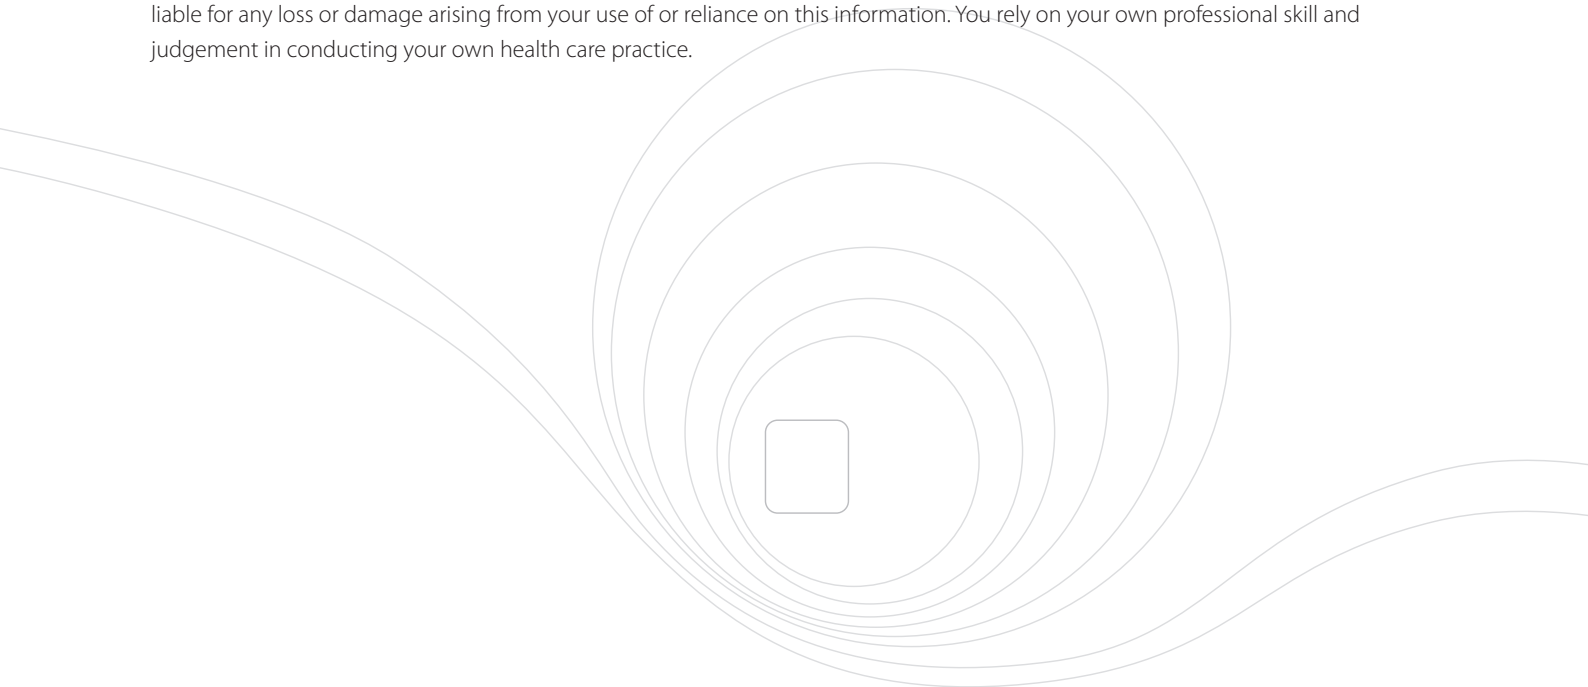 liable for any loss or damage arising from your use of or reliance on this information. You rely on your own professional skill and
judgement in conducting your own health care practice.